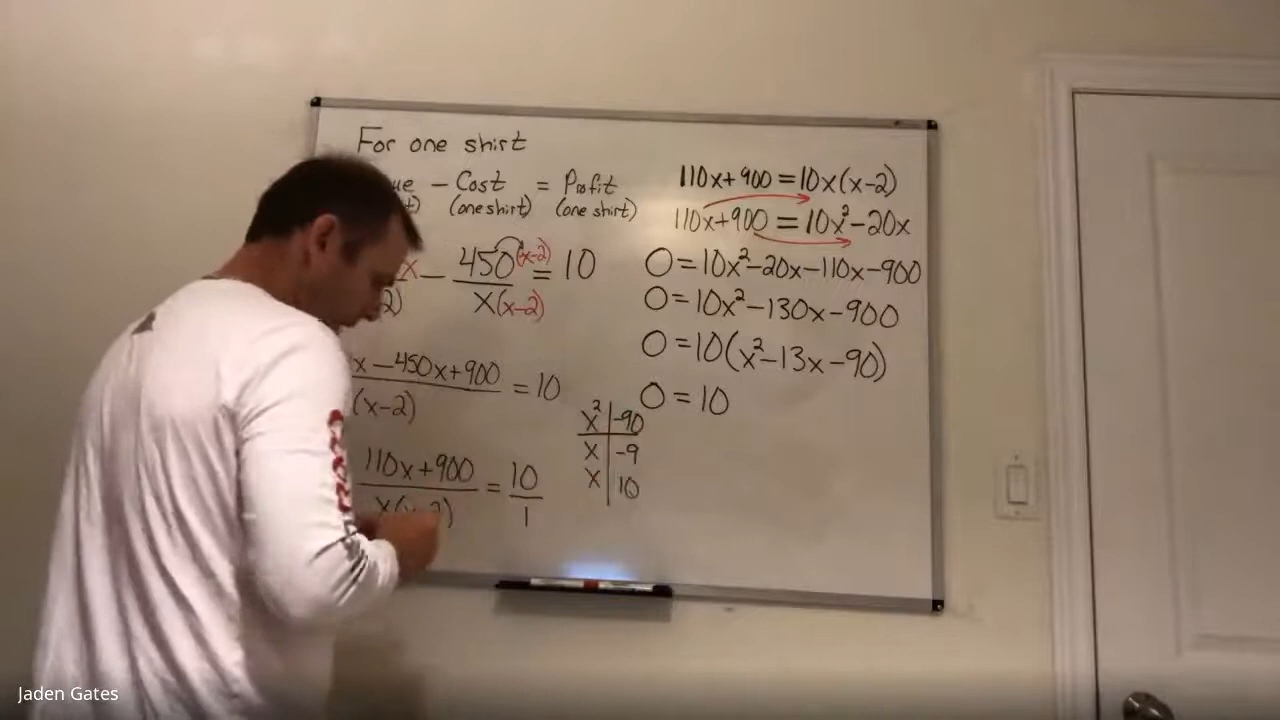 For one shirt
– Cost = Profit
(one shirt) (one shirt)
x – 450(x-2) = 10
x(x-2)
x – 450x+900 = 10
(x-2)
110x+900 = 10
1
110x+900 = 10x(x-2)
110x+900 = 10x² – 20x
0 = 10x² – 20x – 110x – 900
0 = 10x² – 130x – 900
0 = 10(x² – 13x – 90)
0 = 10
x² -90
x -9
x 10
Jaden Gates